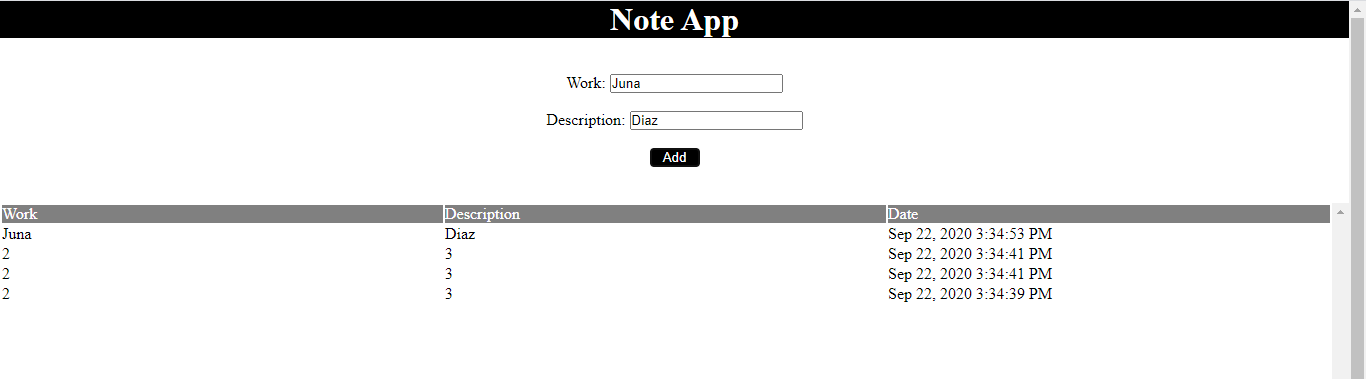 Note App
Work: Juna
Description: Diaz
Add
Work Description Date
Juna Diaz Sep 22, 2020 3:34:53 PM
2 3 Sep 22, 2020 3:34:41 PM
2 3 Sep 22, 2020 3:34:41 PM
2 3 Sep 22, 2020 3:34:39 PM